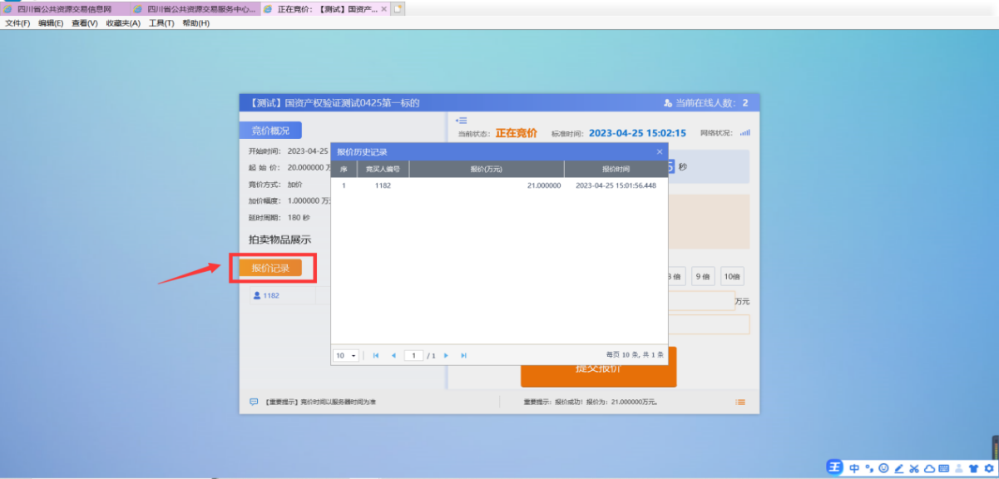 四川省公共资源交易信息网 四川省公共资源交易服务中心... 正在竞价：【测试】国资产...
文件(F) 编辑(E) 查看(V) 收藏夹(A) 工具(T) 帮助(H)
【测试】国资产权验证测试0425第一标的 当前在线人数： 2
竞价概况
当前状态： 正在竞价 标准时间： 2023-04-25 15:02:15 网络状况：
开始时间： 2023-04-25
起 始 价： 20.000000 万
竞价方式： 加价
加价幅度： 1.000000 万
延时周期： 180 秒
拍卖物品展示
报价记录
1182
报价历史记录
序 竞买人编号 报价(万元) 报价时间
1 1182 21.000000 2023-04-25 15:01:56.448
10 1 / 1 每页 10 条, 共 1 条
秒
倍 9 倍 10倍
万元
提交报价
【重要提示】竞价时间以服务器时间为准 重要提示：报价成功！报价为：21.000000万元。
王 中